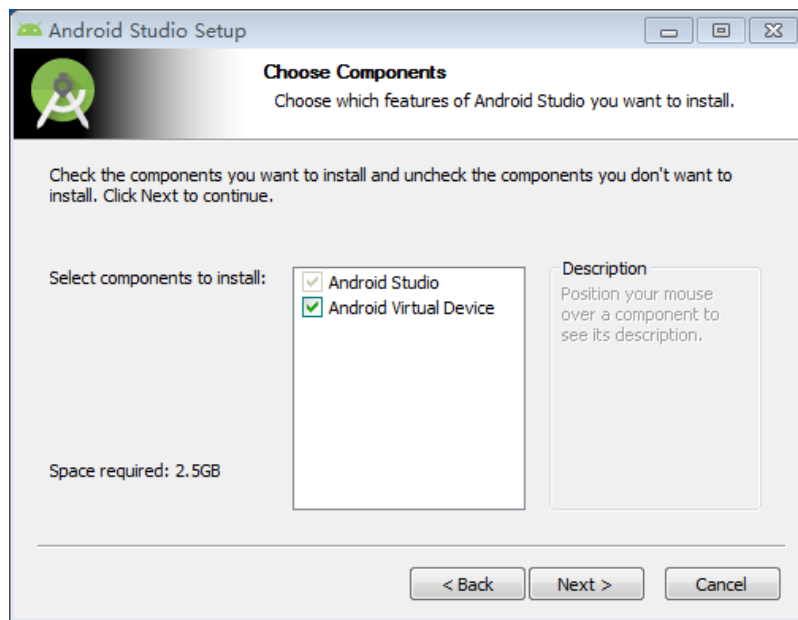 Android Studio Setup
Choose Components
Choose which features of Android Studio you want to install.
Check the components you want to install and uncheck the components you don't want to
install. Click Next to continue.
Select components to install:
Android Studio
Android Virtual Device
Description
Position your mouse
over a component to
see its description.
Space required: 2.5GB
< Back
Next >
Cancel